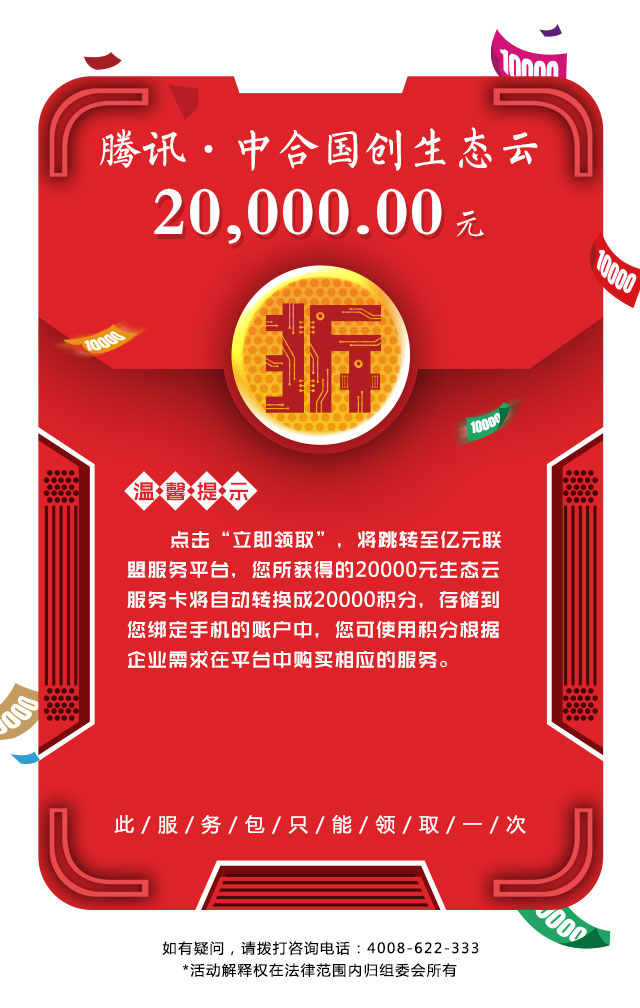 10000
腾讯·中合国创生态云
20,000.00元
10000
拆
10000
10000
温馨提示
点击“立即领取”，将跳转至亿元联
盟服务平台，您所获得的20000元生态云
服务卡将自动转换成20000积分，存储到
您绑定手机的账户中，您可使用积分根据
企业需求在平台中购买相应的服务。
0000
此/服/务/包/只/能/领/取/一/次
00000
如有疑问，请拨打咨询电话：4008-622-333
*活动解释权在法律范围内归组委会所有